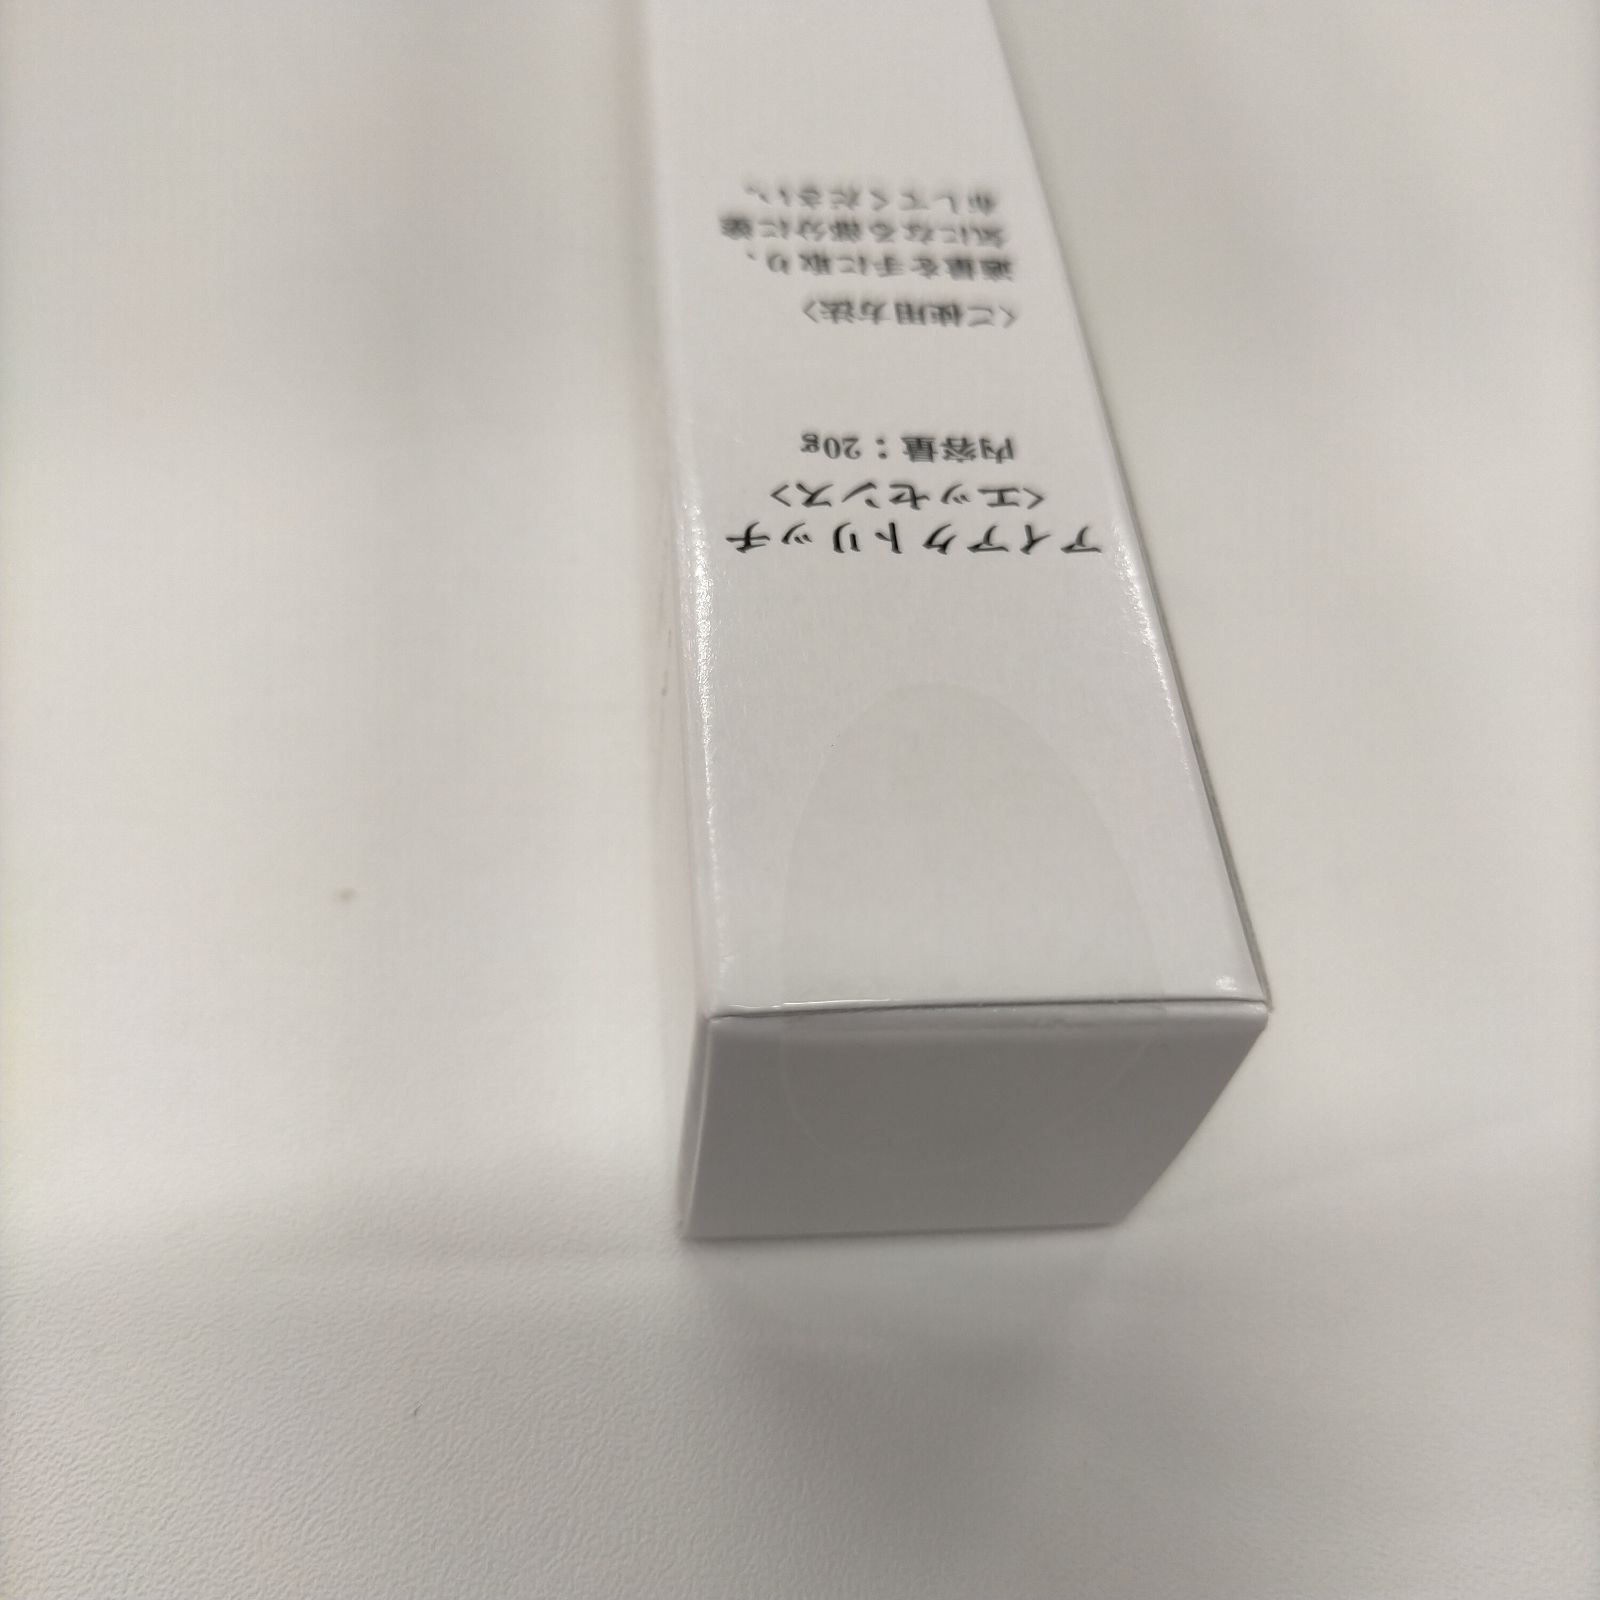 アイアクトリッチ
<エッセンス>
内容量：20g
<ご使用方法>
適量を手に取り、
気になる部分に塗
布してください。